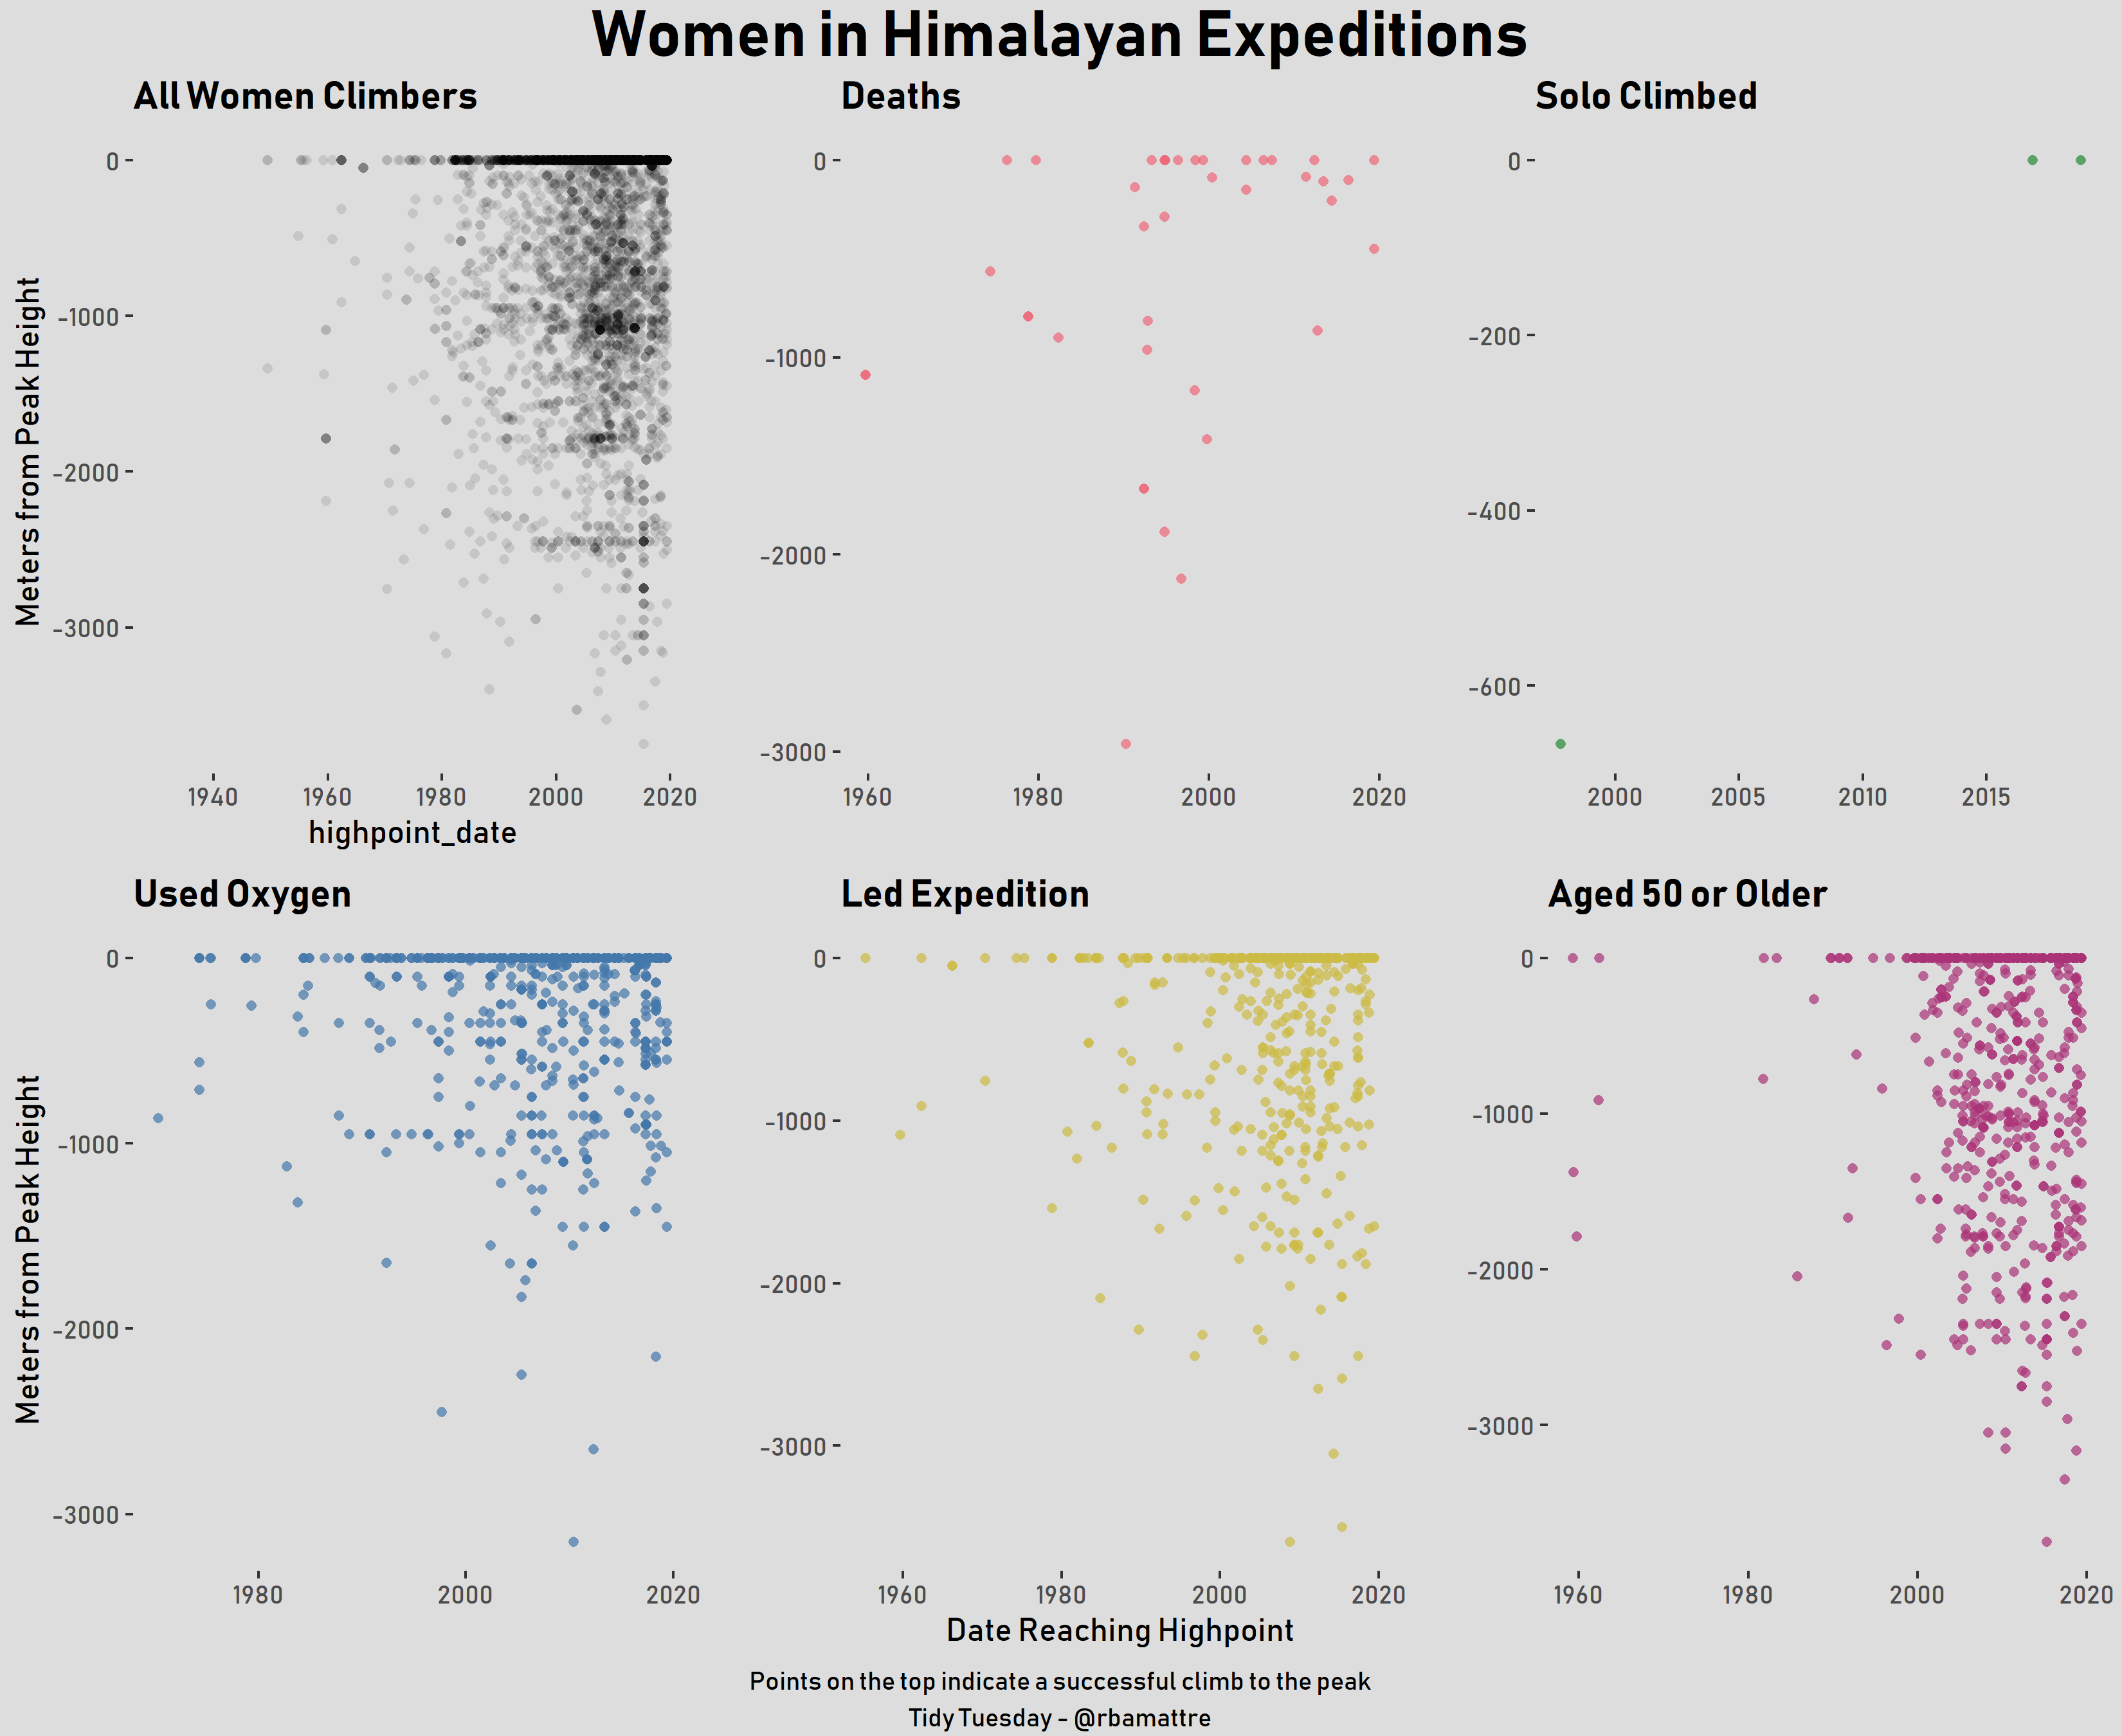 Women in Himalayan Expeditions
All Women Climbers
Meters from Peak Height
0
-1000
-2000
-3000
1940 1960 1980 2000 2020
highpoint_date
Deaths
0
-1000
-2000
-3000
1960 1980 2000 2020
Solo Climbed
0
-200
-400
-600
2000 2005 2010 2015
Used Oxygen
Meters from Peak Height
0
-1000
-2000
-3000
1980 2000 2020
Led Expedition
0
-1000
-2000
-3000
1960 1980 2000 2020
Date Reaching Highpoint
Aged 50 or Older
0
-1000
-2000
-3000
1960 1980 2000 2020
Points on the top indicate a successful climb to the peak
Tidy Tuesday - @rbamattre